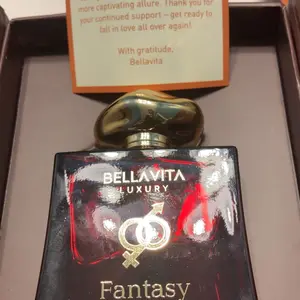 more captivating allure. Thank you for
your continued support – get ready to
fall in love all over again!
With gratitude,
Bellavita
BELLAVITA
LUXURY
Fantasy